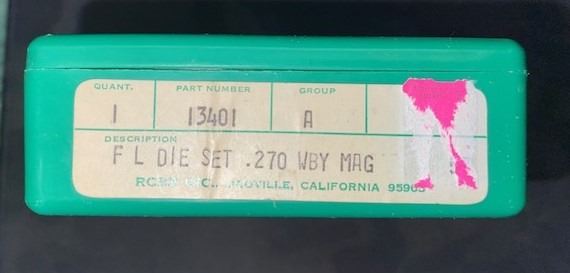 QUANT. PART NUMBER GROUP
1 13401 A
DESCRIPTION
F L DIE SET .270 WBY MAG
CALIFORNIA